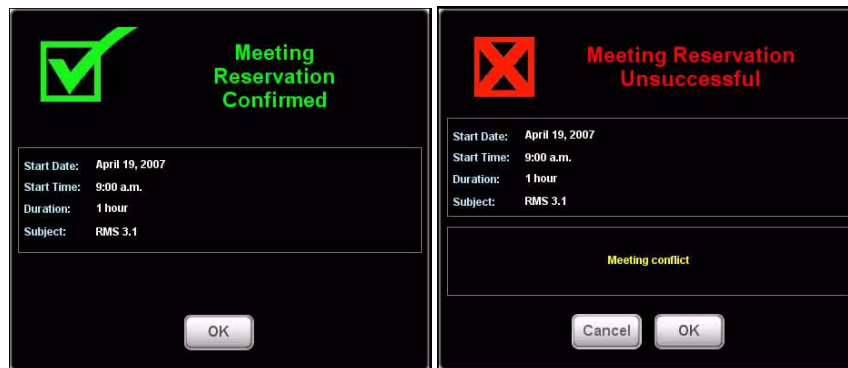 Meeting
Reservation
Confirmed
Start Date: April 19, 2007
Start Time: 9:00 a.m.
Duration: 1 hour
Subject: RMS 3.1
OK
Meeting Reservation
Unsuccessful
Start Date: April 19, 2007
Start Time: 9:00 a.m.
Duration: 1 hour
Subject: RMS 3.1
Meeting conflict
Cancel OK